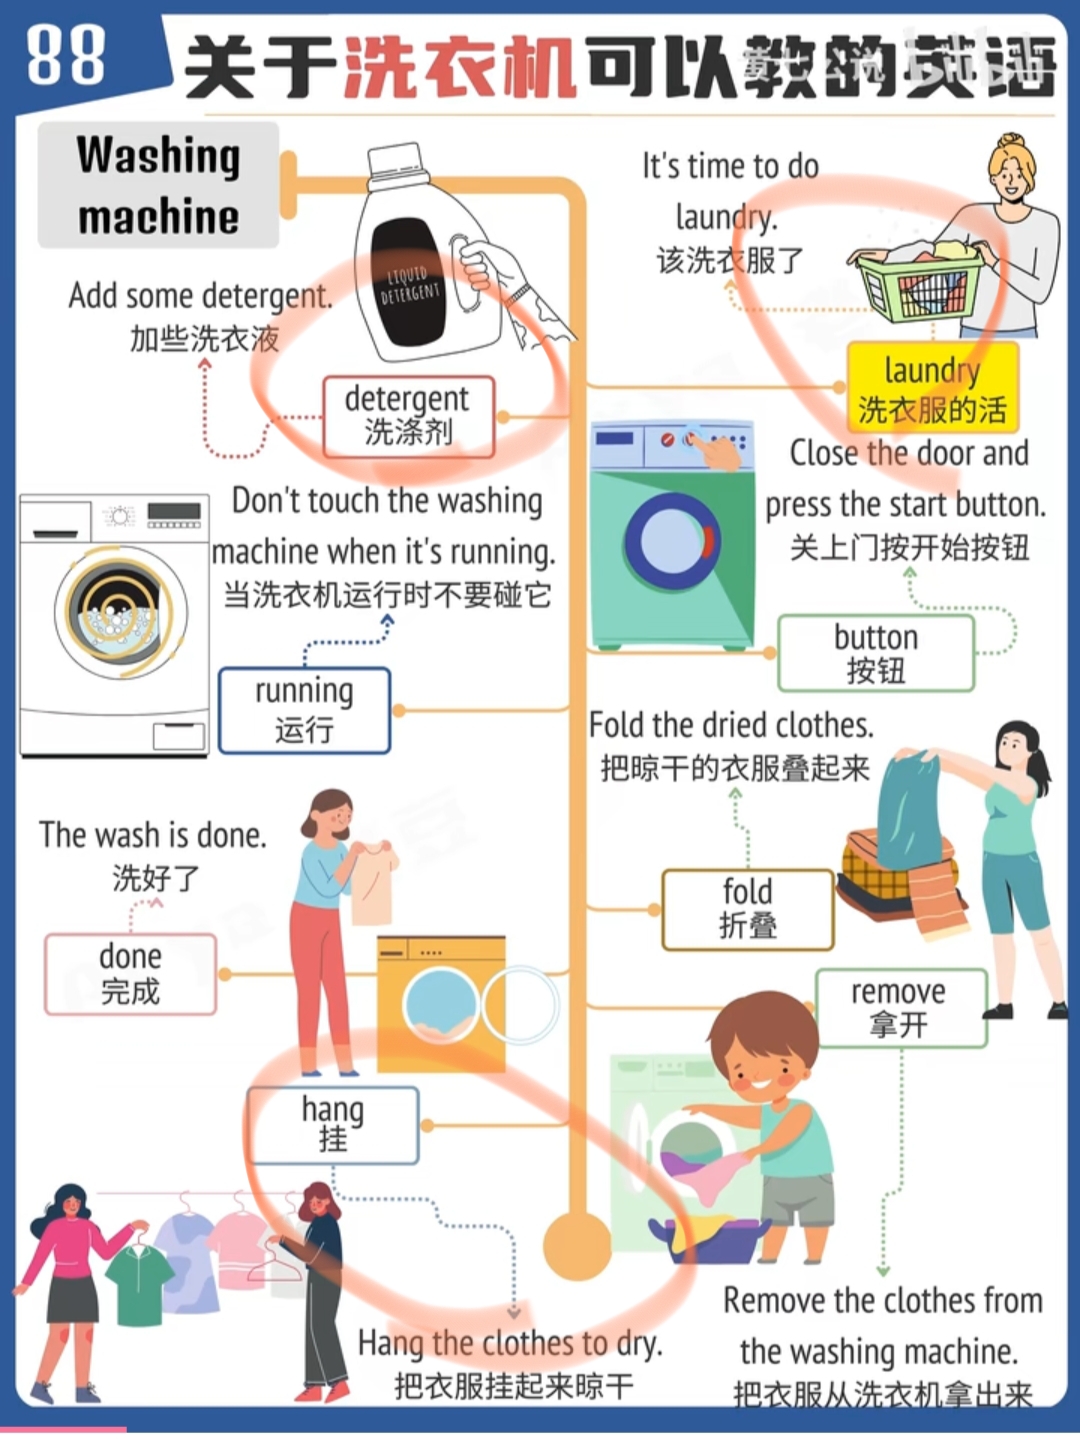 88
关于洗衣机可以教的英语
Washing
machine
LIQUID
DETERGENT
Add some detergent.
加些洗衣液
detergent
洗涤剂
It's time to do
laundry.
该洗衣服了
laundry
洗衣服的活
Close the door and
press the start button.
关上门按开始按钮
button
按钮
Don't touch the washing
machine when it's running.
当洗衣机运行时不要碰它
running
运行
Fold the dried clothes.
把晾干的衣服叠起来
fold
折叠
The wash is done.
洗好了
done
完成
remove
拿开
hang
挂
Hang the clothes to dry.
把衣服挂起来晾干
Remove the clothes from
the washing machine.
把衣服从洗衣机拿出来